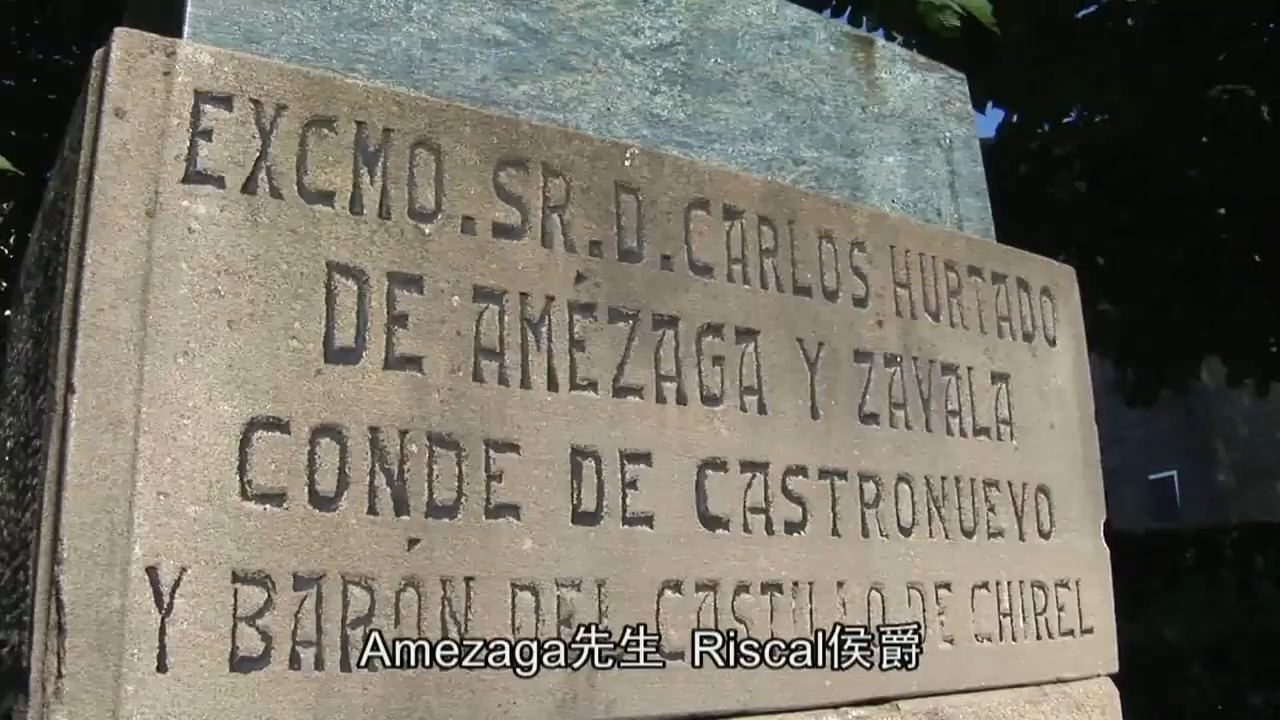 EXCMO.SR.D.CARLOS HURTADO
DE AMÉZAGA Y ZAVALA
CONDE DE CASTRONUEVO
Y BARÓN DEL CASTILLO DE CHIREL
Amezaga先生 Riscal侯爵